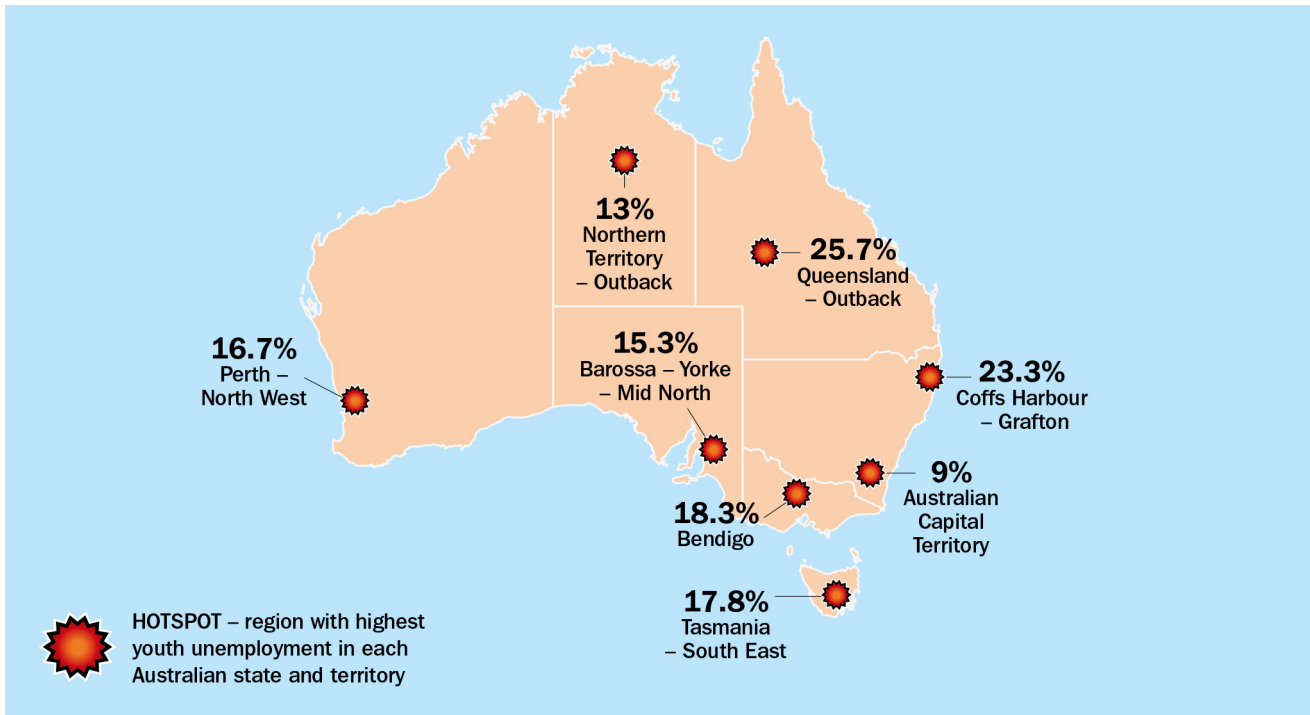 13%
Northern
Territory
– Outback
25.7%
Queensland
– Outback
16.7%
Perth –
North West
15.3%
Barossa – Yorke
– Mid North
23.3%
Coffs Harbour
– Grafton
9%
Australian
Capital
Territory
18.3%
Bendigo
17.8%
Tasmania
– South East
HOTSPOT – region with highest
youth unemployment in each
Australian state and territory